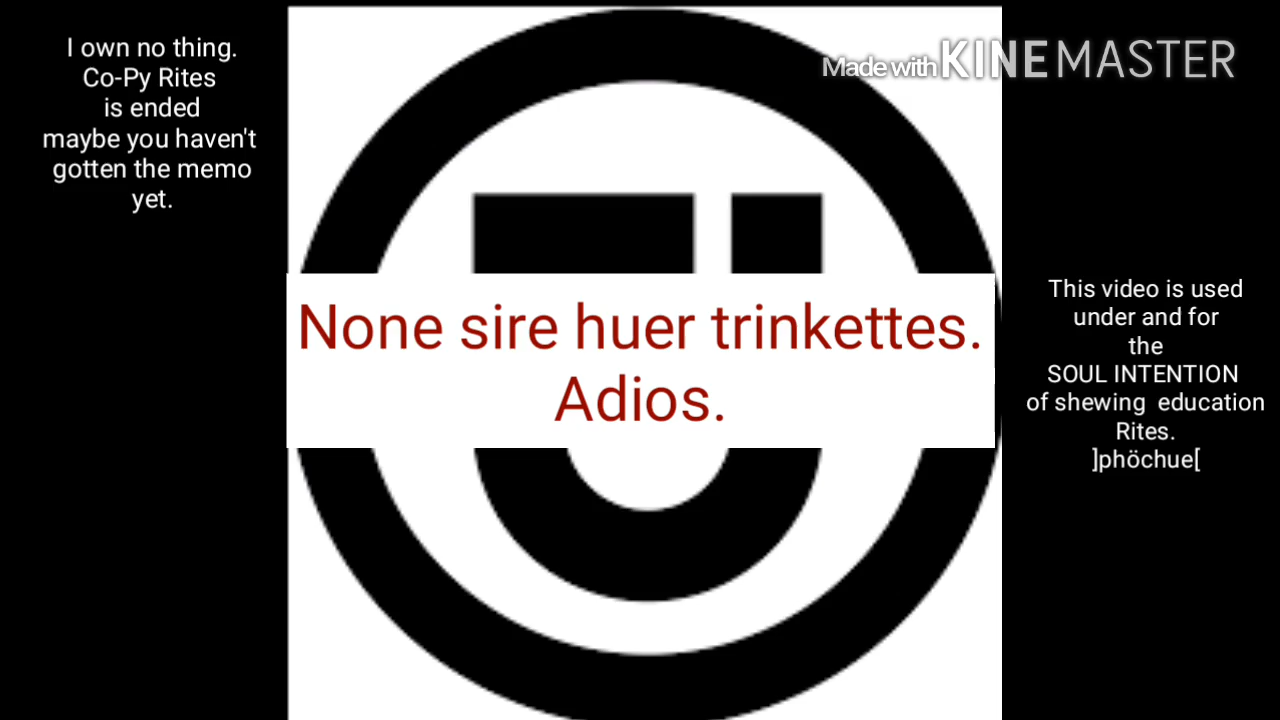 I own no thing.
Co-Py Rites
is ended
maybe you haven't
gotten the memo
yet.
Made with KINEMASTER
None sire huer trinkettes.
Adios.
This video is used
under and for
the
SOUL INTENTION
of shewing  education
Rites.
]phöchue[